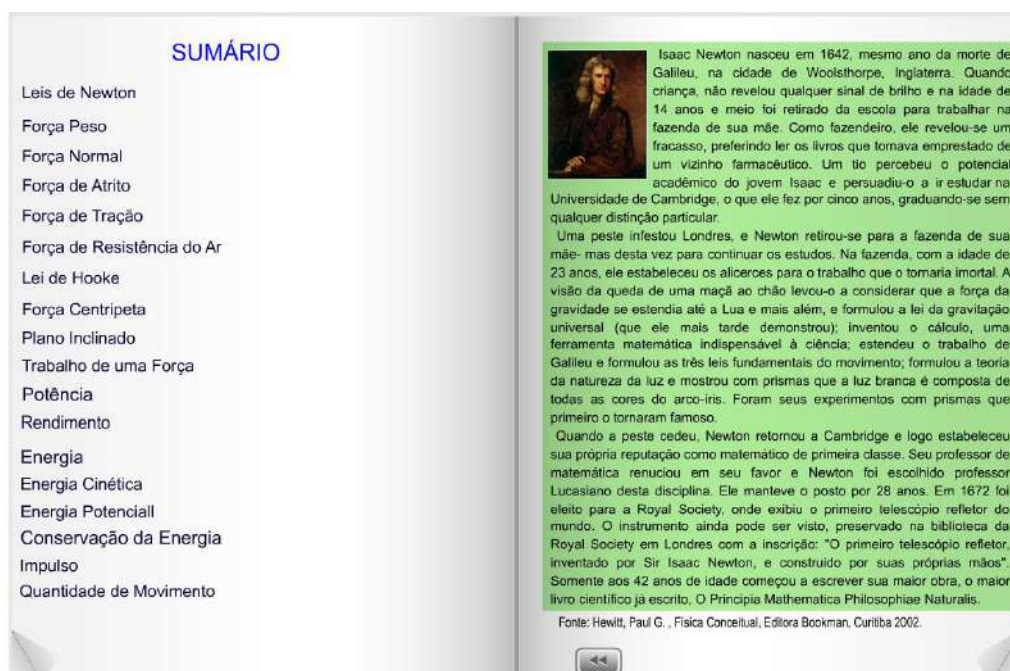 SUMÁRIO
Leis de Newton
Força Peso
Força Normal
Força de Atrito
Força de Tração
Força de Resistência do Ar
Lei de Hooke
Força Centripeta
Plano Inclinado
Trabalho de uma Força
Potência
Rendimento
Energia
Energia Cinética
Energia Potenciall
Conservação da Energia
Impulso
Quantidade de Movimento
Isaac Newton nasceu em 1642, mesmo ano da morte de
Galileu, na cidade de Woolsthorpe, Inglaterra. Quando
criança, não revelou qualquer sinal de brilho e na idade de
14 anos e meio foi retirado da escola para trabalhar na
fazenda de sua mãe. Como fazendeiro, ele revelou-se um
fracasso, preferindo ler os livros que tomava emprestado de
um vizinho farmacêutico. Um tio percebeu o potencial
acadêmico do jovem Isaac e persuadiu-o a ir estudar na
Universidade de Cambridge, o que ele fez por cinco anos, graduando-se sem
qualquer distinção particular.
Uma peste infestou Londres, e Newton retirou-se para a fazenda de sua
mãe- mas desta vez para continuar os estudos. Na fazenda, com a idade de
23 anos, ele estabeleceu os alicerces para o trabalho que o tornaria imortal. A
visão da queda de uma maçã ao chão levou-o a considerar que a força da
gravidade se estendia até a Lua e mais além, e formulou a lei da gravitação
universal (que ele mais tarde demonstrou); inventou o cálculo, uma
ferramenta matemática indispensável à ciência; estendeu o trabalho de
Galileu e formulou as três leis fundamentais do movimento; formulou a teoria
da natureza da luz e mostrou com prismas que a luz branca é composta de
todas as cores do arco-íris. Foram seus experimentos com prismas que
primeiro o tornaram famoso.
Quando a peste cedeu, Newton retornou a Cambridge e logo estabeleceu
sua própria reputação como matemático de primeira classe. Seu professor de
matemática renuciou em seu favor e Newton foi escolhido professor
Lucasiano desta disciplina. Ele manteve o posto por 28 anos. Em 1672 foi
eleito para a Royal Society, onde exibiu o primeiro telescópio refletor do
mundo. O instrumento ainda pode ser visto, preservado na biblioteca da
Royal Society em Londres com a inscrição: "O primeiro telescópio refletor,
inventado por Sir Isaac Newton, e construido por suas próprias mãos".
Somente aos 42 anos de idade começou a escrever sua maior obra, o maior
livro científico já escrito, O Principia Mathematica Philosophiae Naturalis.
Fonte: Hewitt, Paul G. , Fisica Conceitual, Editora Bookman, Curitiba 2002.